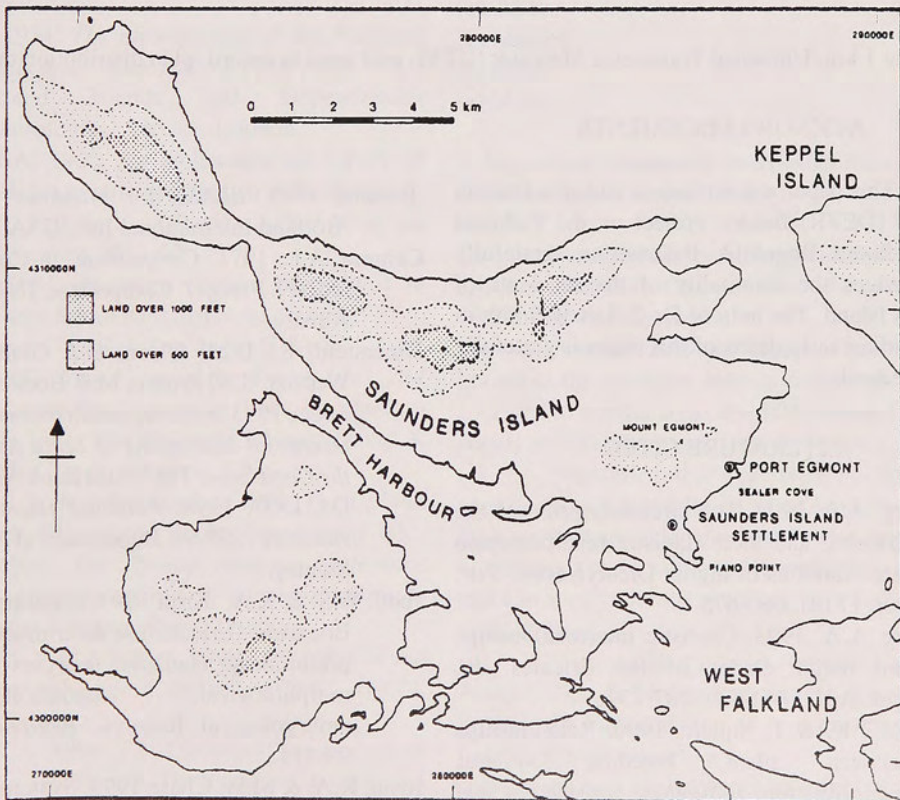 280000E
290000E
0 1 2 3 4 5 km
KEPPEL
ISLAND
4310000N
LAND OVER 1000 FEET
LAND OVER 500 FEET
SAUNDERS ISLAND
BRETT HARBOUR
MOUNT EGMONT
PORT EGMONT
SEALER COVE
SAUNDERS ISLAND
SETTLEMENT
PIANO POINT
WEST
FALKLAND
4300000N
270000E
280000E